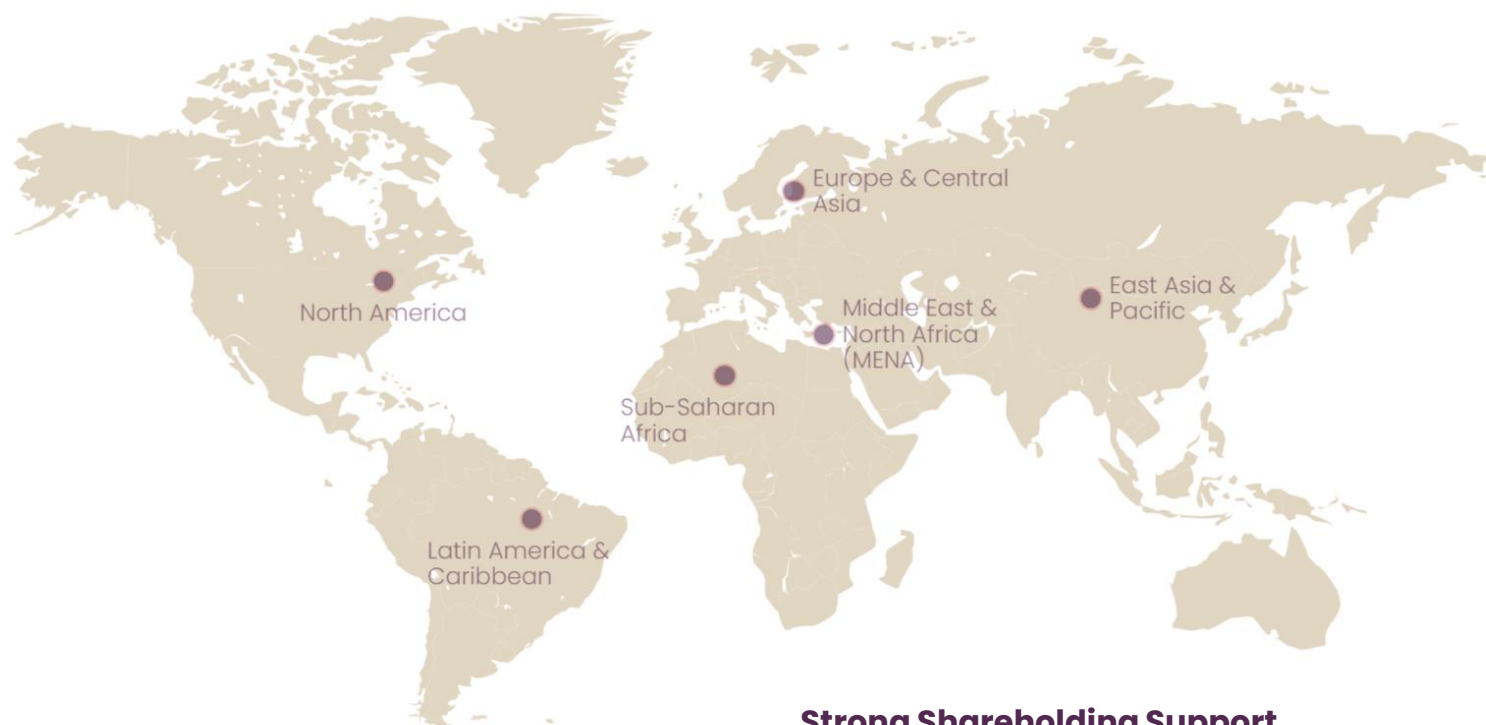 Europe & Central
Asia
North America
East Asia &
Pacific
Middle East &
North Africa
(MENA)
Sub-Saharan
Africa
Latin America &
Caribbean
Strong Shareholding Support